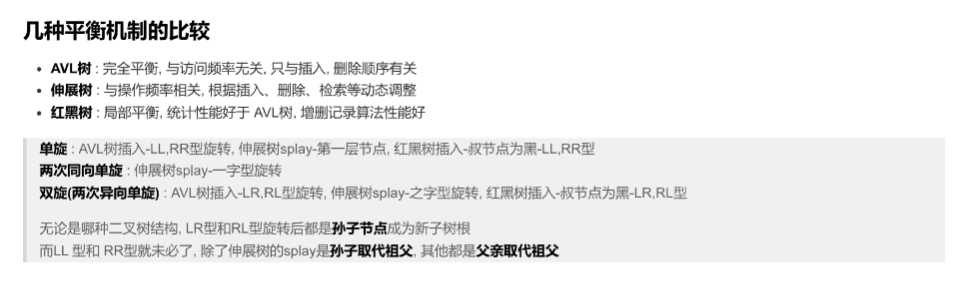 几种平衡机制的比较
• AVL树 : 完全平衡, 与访问频率无关, 只与插入, 删除顺序有关
• 伸展树 : 与操作频率相关, 根据插入、删除、检索等动态调整
• 红黑树 : 局部平衡, 统计性能好于 AVL树, 增删记录算法性能好
单旋 : AVL树插入-LL,RR型旋转, 伸展树splay-第一层节点, 红黑树插入-叔节点为黑-LL,RR型
两次同向单旋 : 伸展树splay-一字型旋转
双旋(两次异向单旋) : AVL树插入-LR,RL型旋转, 伸展树splay-之字型旋转, 红黑树插入-叔节点为黑-LR,RL型
无论是哪种二叉树结构, LR型和RL型旋转后都是孙子节点成为新子树根
而LL 型和 RR型就未必了, 除了伸展树的splay是孙子取代祖父, 其他都是父亲取代祖父